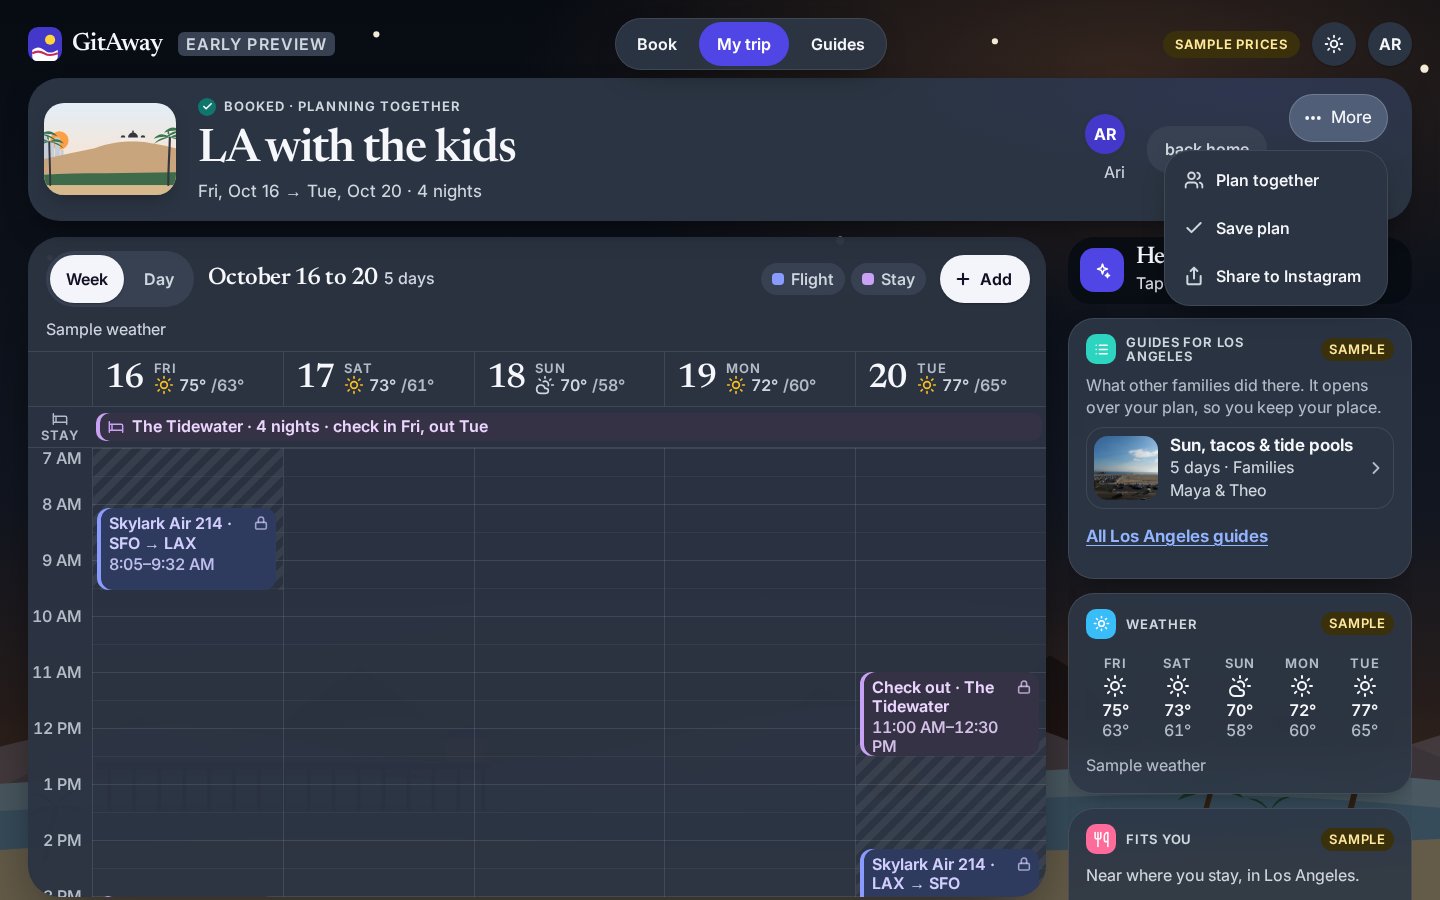 GitAway
EARLY PREVIEW
Book
My trip
Guides
SAMPLE PRICES
AR
BOOKED · PLANNING TOGETHER
LA with the kids
Fri, Oct 16 → Tue, Oct 20 · 4 nights
AR
Ari
back home
More
Plan together
Save plan
Share to Instagram
Week
Day
October 16 to 20 5 days
Flight
Stay
Add
Sample weather
16 FRI 75° /63°
17 SAT 73° /61°
18 SUN 70° /58°
19 MON 72° /60°
20 TUE 77° /65°
STAY
The Tidewater · 4 nights · check in Fri, out Tue
7 AM
8 AM
9 AM
10 AM
11 AM
12 PM
1 PM
2 PM
Skylark Air 214 ·
SFO → LAX
8:05–9:32 AM
Check out · The
Tidewater
11:00 AM–12:30
PM
Skylark Air 214 ·
LAX → SFO
Tap
GUIDES FOR LOS
ANGELES
SAMPLE
What other families did there. It opens
over your plan, so you keep your place.
Sun, tacos & tide pools
5 days · Families
Maya & Theo
All Los Angeles guides
WEATHER
SAMPLE
FRI SAT SUN MON TUE
75° 73° 70° 72° 77°
63° 61° 58° 60° 65°
Sample weather
FITS YOU
SAMPLE
Near where you stay, in Los Angeles.